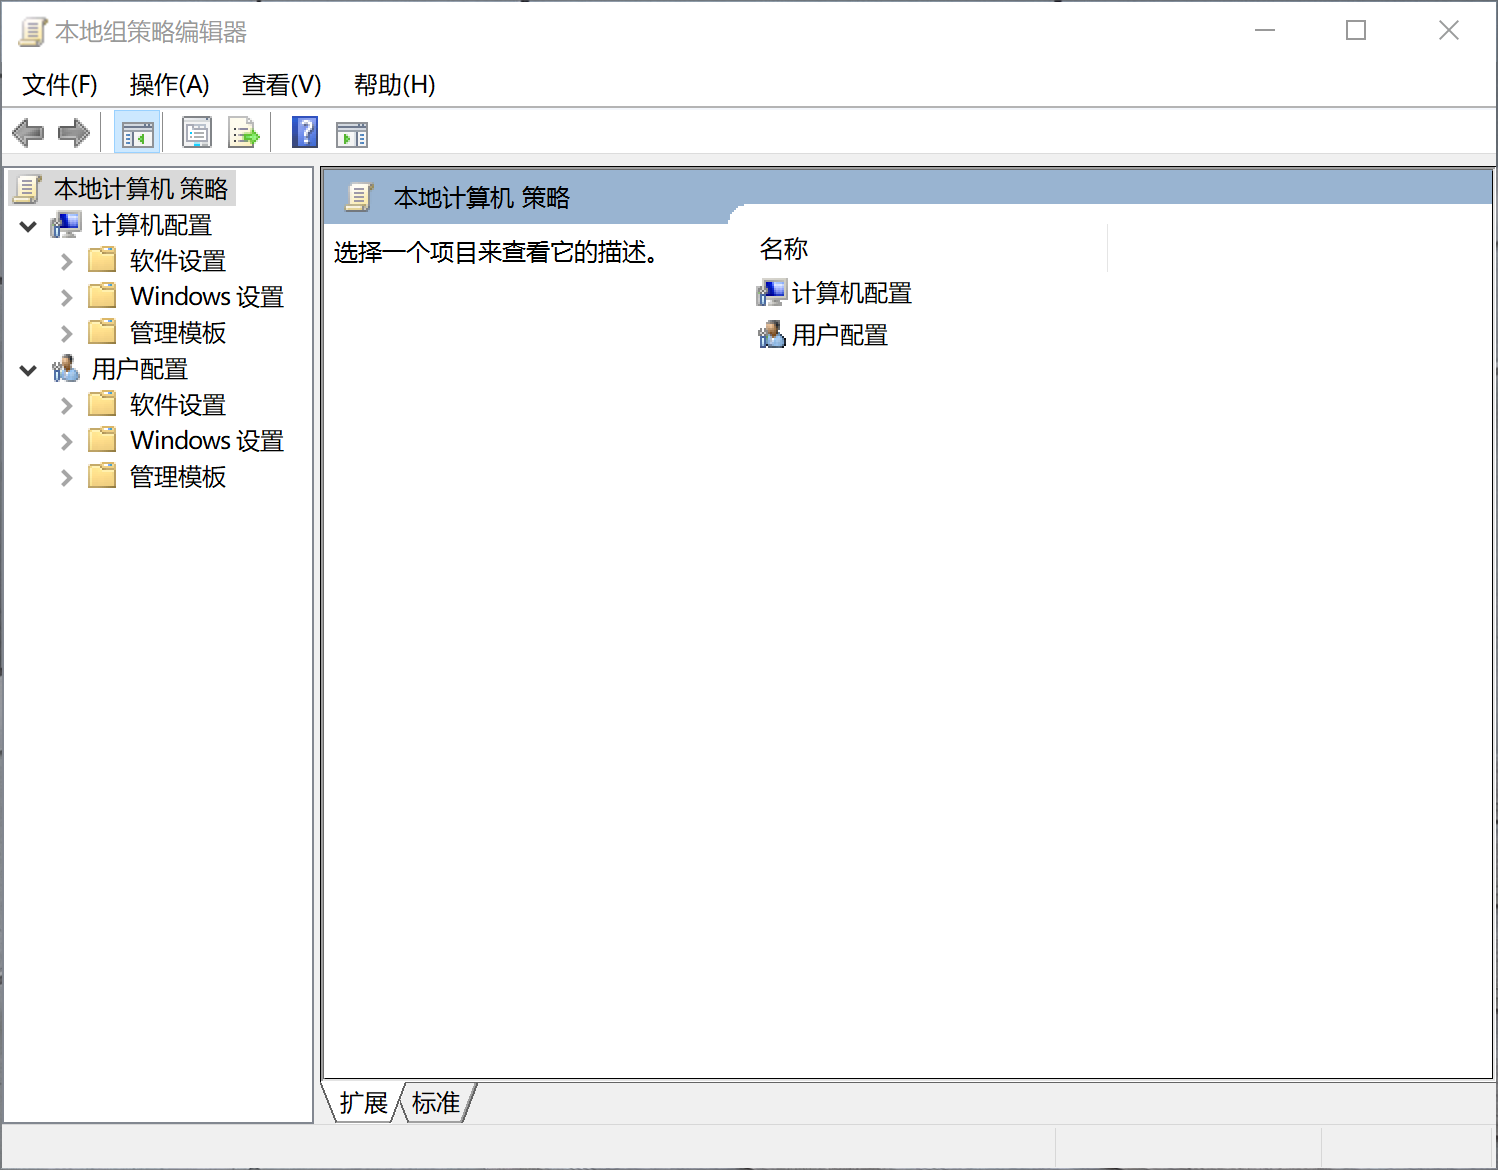 本地组策略编辑器
文件(F) 操作(A) 查看(V) 帮助(H)
本地计算机 策略
计算机配置
软件设置
Windows 设置
管理模板
用户配置
软件设置
Windows 设置
管理模板
本地计算机 策略
选择一个项目来查看它的描述。
名称
计算机配置
用户配置
扩展 标准